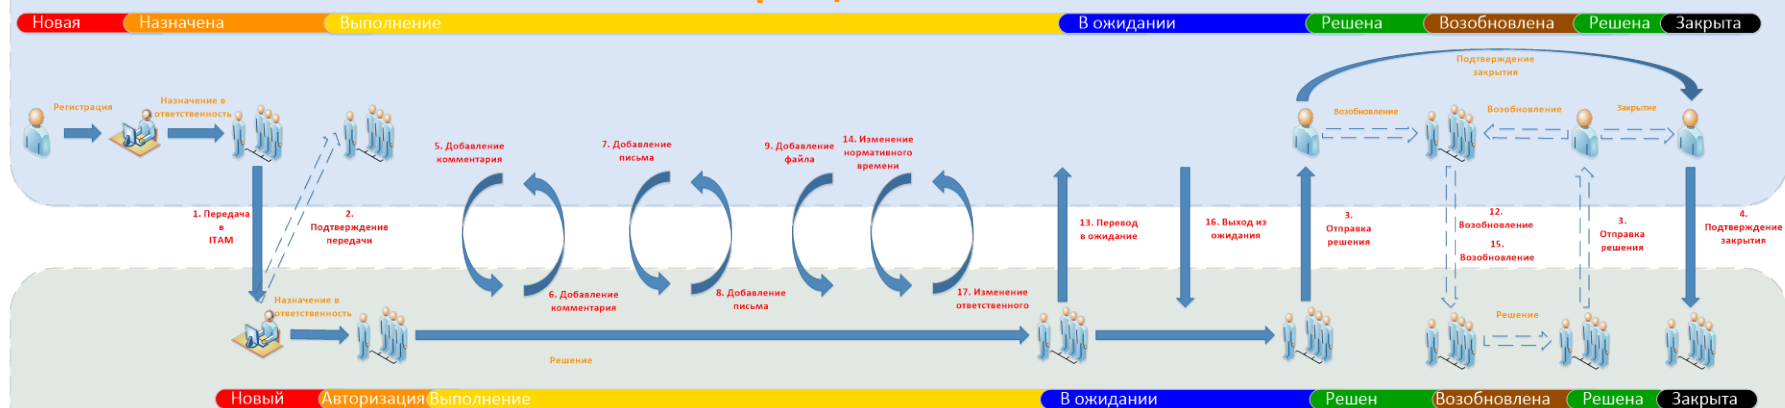 Новая
Назначена
Выполнение
В ожидании
Решена
Возобновлена
Решена
Закрыта
Подтверждение
закрытия
Регистрация
Назначение в
ответственность
Возобновление
Возобновление
Закрытие
5. Добавление
комментария
7. Добавление
письма
9. Добавление
файла
14. Изменение
нормативного
времени
1. Передача
в
ITAM
2.
Подтверждение
передачи
13. Перевод
в ожидание
16. Выход из
ожидания
3.
Отправка
решения
12.
Возобновление
15.
Возобновление
3.
Отправка
решения
4.
Подтверждение
закрытия
Назначение в
ответственность
6. Добавление
комментария
8. Добавление
письма
17. Изменение
ответственного
Решение
Решение
Новый
Авторизация
Выполнение
В ожидании
Решен
Возобновлена
Решена
Закрыта